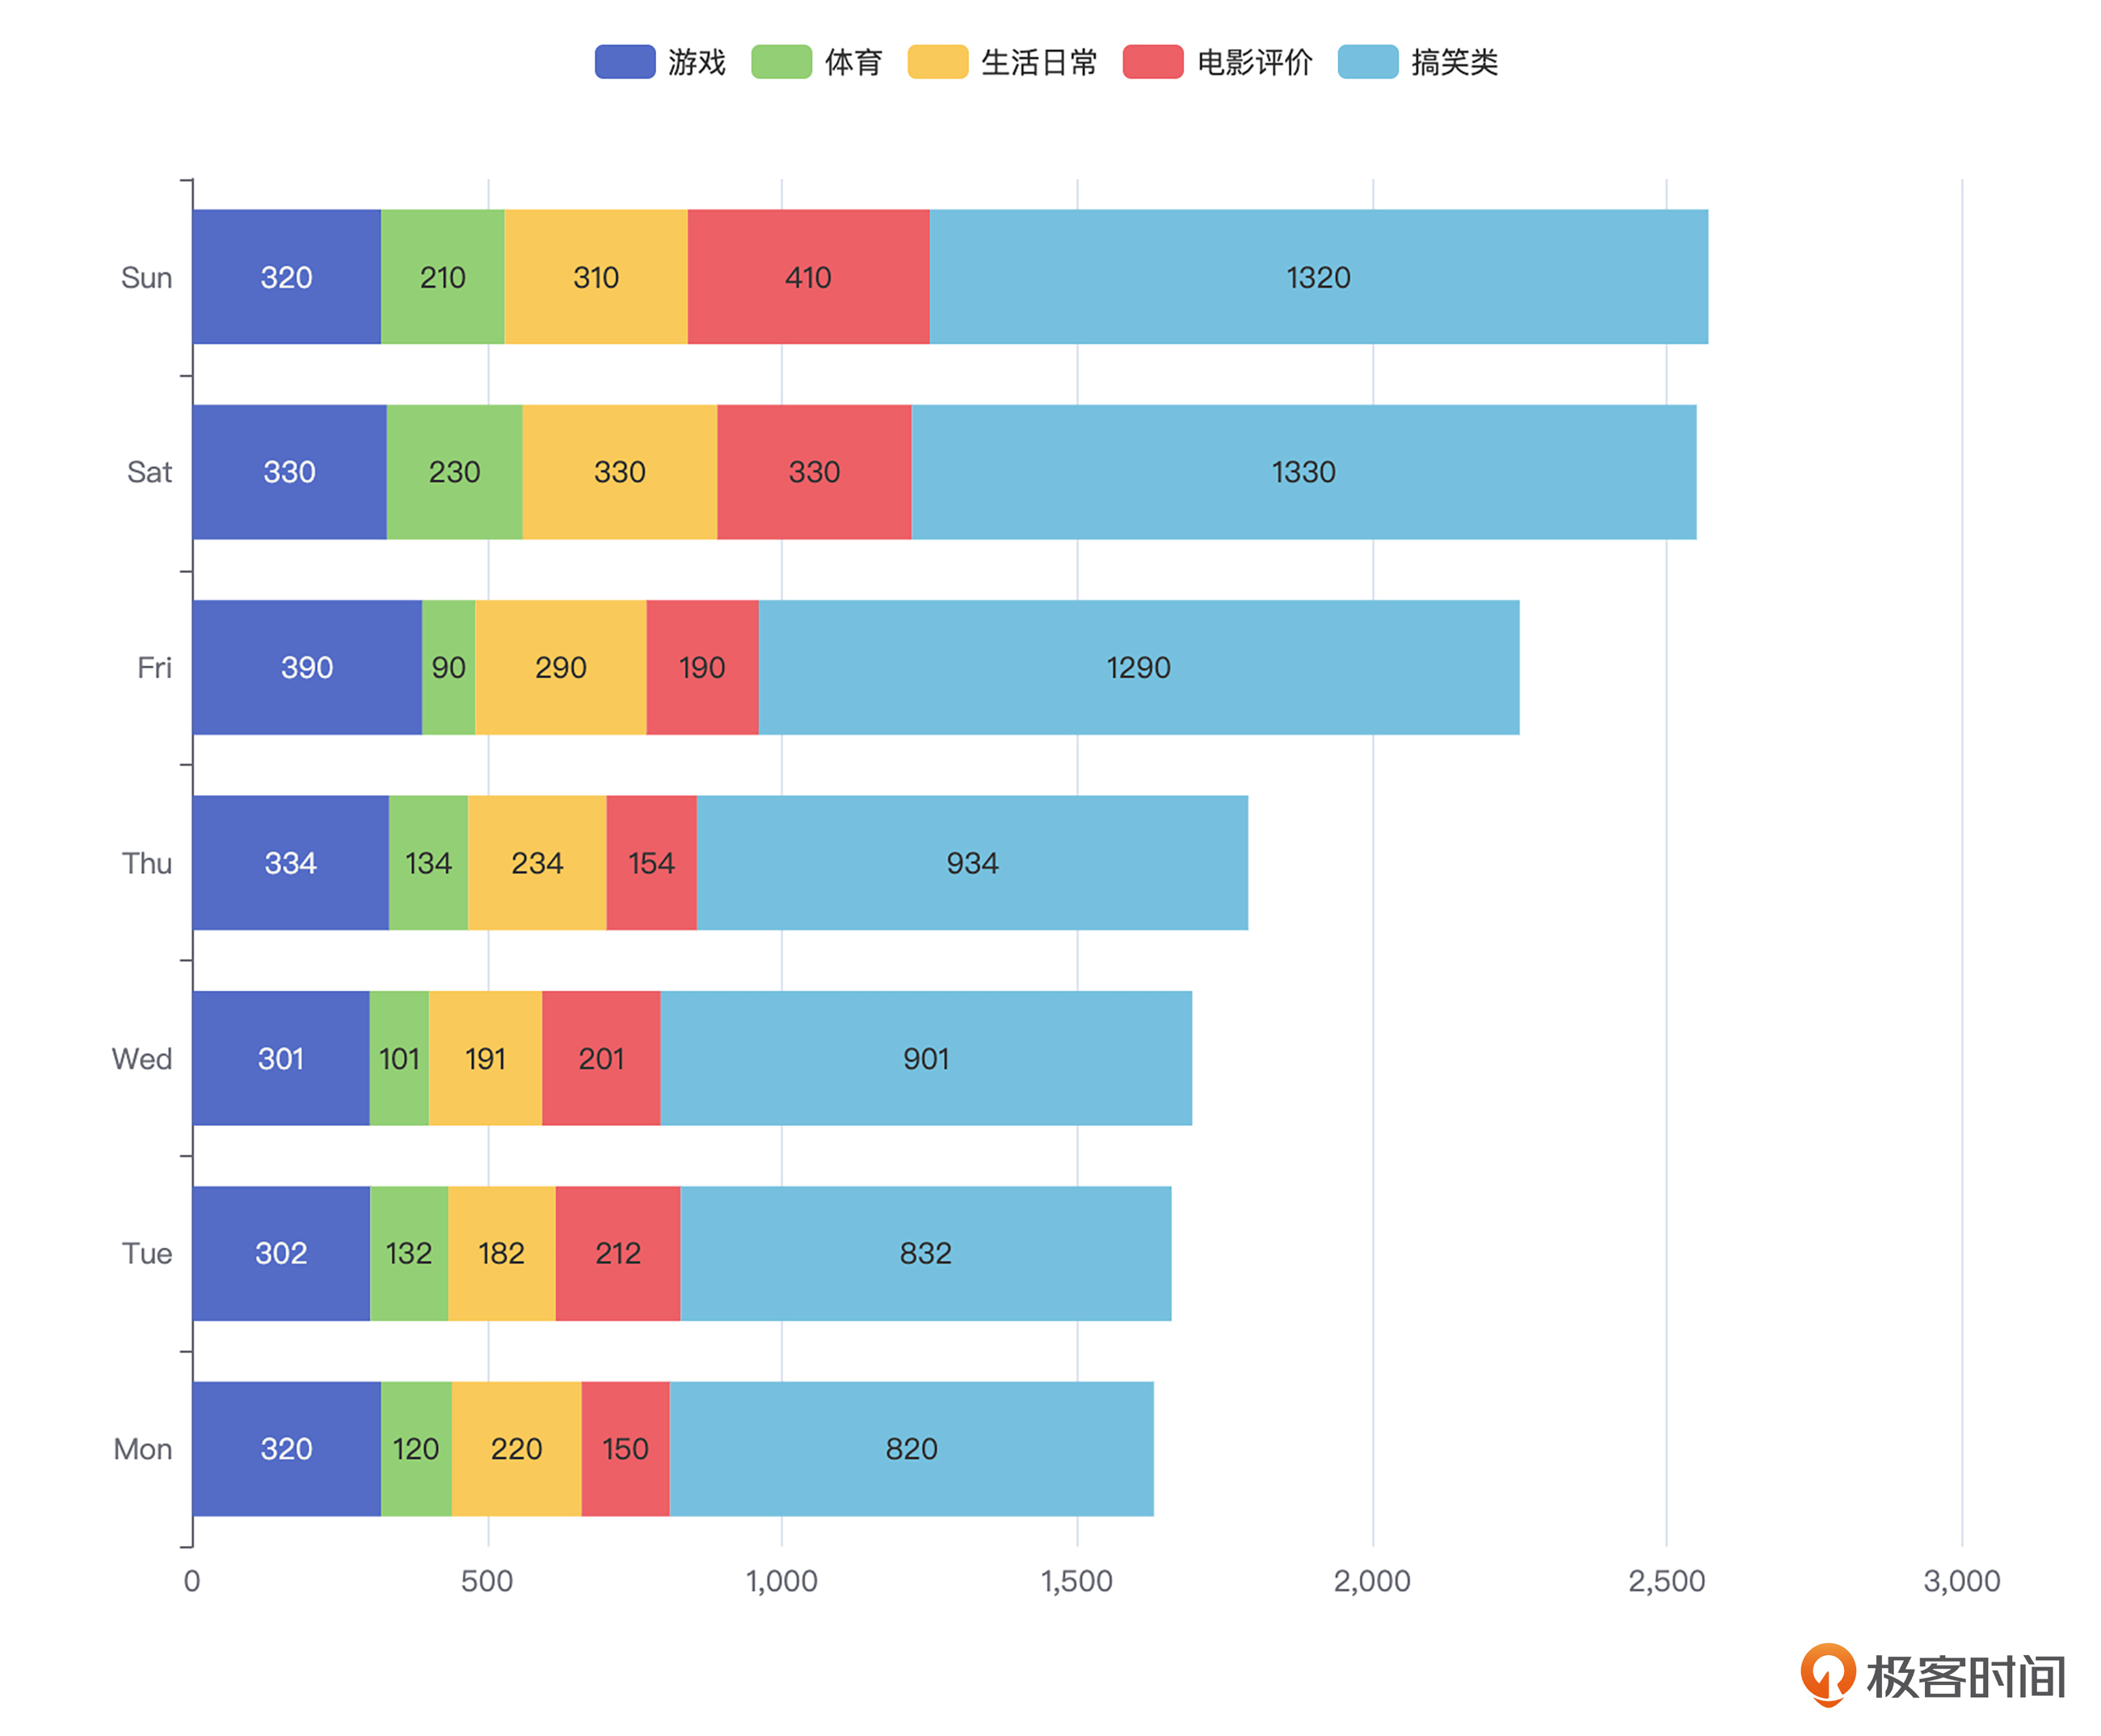 游戏 体育 生活日常 电影评价 搞笑类
Sun 320 210 310 410 1320
Sat 330 230 330 330 1330
Fri 390 90 290 190 1290
Thu 334 134 234 154 934
Wed 301 101 191 201 901
Tue 302 132 182 212 832
Mon 320 120 220 150 820
0 500 1,000 1,500 2,000 2,500 3,000
极客时间